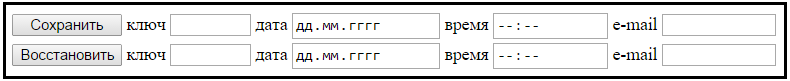 Сохранить ключ дата дд.мм.гггг время --:-- e-mail
Восстановить ключ дата дд.мм.гггг время --:-- e-mail